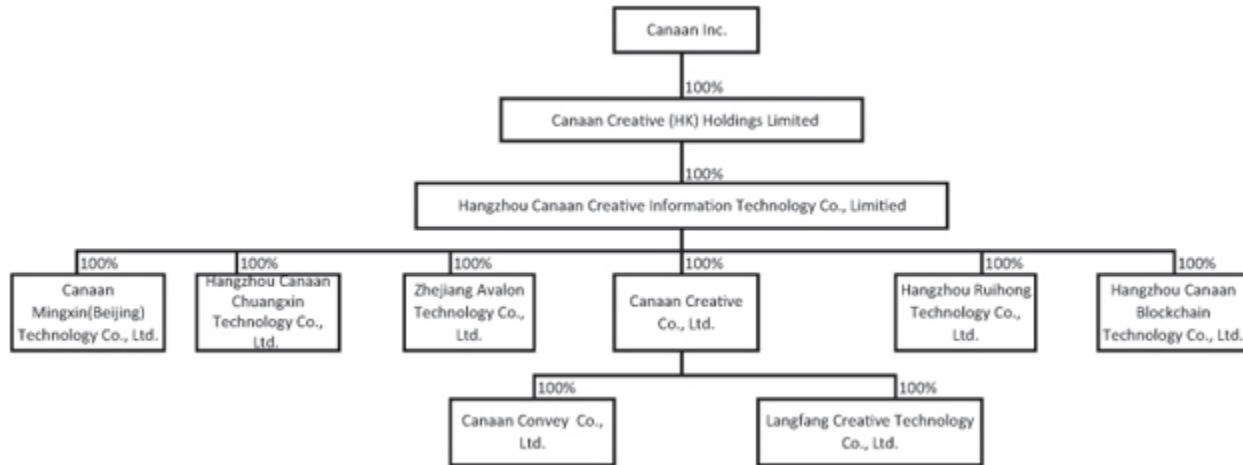 Canaan Inc.
100%
Canaan Creative (HK) Holdings Limited
100%
Hangzhou Canaan Creative Information Technology Co., Limitied
100%
100%
100%
100%
100%
100%
Canaan
Mingxin(Beijing)
Technology Co., Ltd.
Hangzhou Canaan
Chuangxin
Technology Co.,
Ltd.
Zhejiang Avalon
Technology Co.,
Ltd.
Canaan Creative
Co., Ltd.
Hangzhou Ruihong
Technology Co.,
Ltd.
Hangzhou Canaan
Blockchain
Technology Co., Ltd.
100%
100%
Canaan Convey Co.,
Ltd.
Langfang Creative Technology
Co., Ltd.